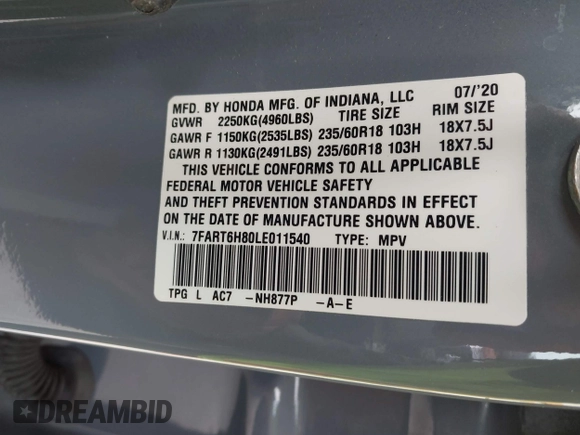 MFD. BY HONDA MFG. OF INDIANA, LLC 07/'20
GVWR 2250KG(4960LBS) TIRE SIZE RIM SIZE
GAWR F 1150KG(2535LBS) 235/60R18 103H 18X7.5J
GAWR R 1130KG(2491LBS) 235/60R18 103H 18X7.5J
THIS VEHICLE CONFORMS TO ALL APPLICABLE
FEDERAL MOTOR VEHICLE SAFETY
AND THEFT PREVENTION STANDARDS IN EFFECT
ON THE DATE OF MANUFACTURE SHOWN ABOVE.
V.I.N.: 7FART6H80LE011540 TYPE: MPV
TPG L AC7 -NH877P -A-E
DREAMBID